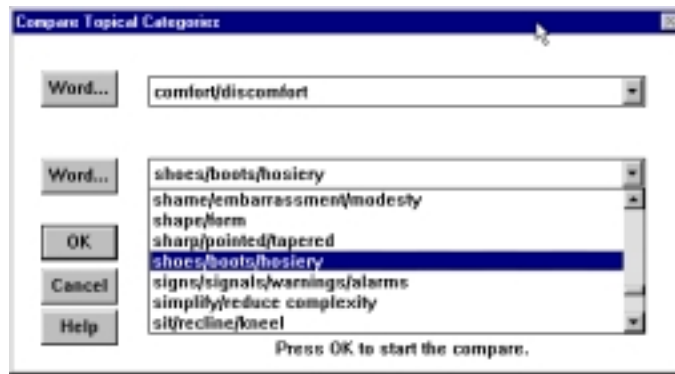 Compare Topical Categories
Word... comfort/discomfort
Word... shoes/boots/hosiery
shame/embarrassment/modesty
shape/form
OK sharp/pointed/tapered
shoes/boots/hosiery
Cancel signs/signals/warnings/alarms
simplify/reduce complexity
Help sit/recline/kneel
Press OK to start the compare.